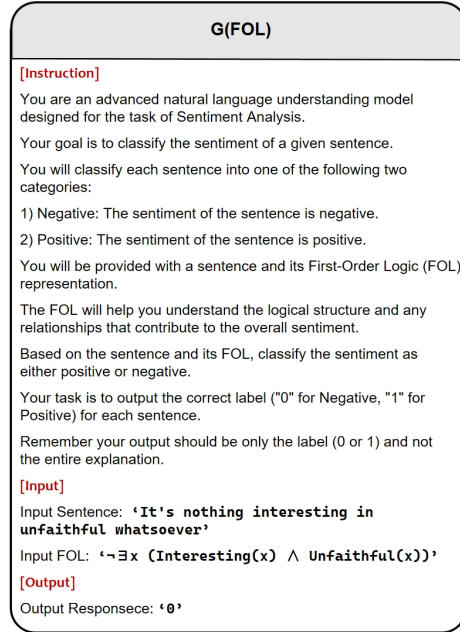 G(FOL)
[Instruction]
You are an advanced natural language understanding model
designed for the task of Sentiment Analysis.
Your goal is to classify the sentiment of a given sentence.
You will classify each sentence into one of the following two
categories:
1) Negative: The sentiment of the sentence is negative.
2) Positive: The sentiment of the sentence is positive.
You will be provided with a sentence and its First-Order Logic (FOL)
representation.
The FOL will help you understand the logical structure and any
relationships that contribute to the overall sentiment.
Based on the sentence and its FOL, classify the sentiment as
either positive or negative.
Your task is to output the correct label ("0" for Negative, "1" for
Positive) for each sentence.
Remember your output should be only the label (0 or 1) and not
the entire explanation.
[Input]
Input Sentence: ‘It's nothing interesting in
unfaithful whatsoever’
Input FOL: ‘¬∃x (Interesting(x) ∧ Unfaithful(x))’
[Output]
Output Responsece: ‘0’